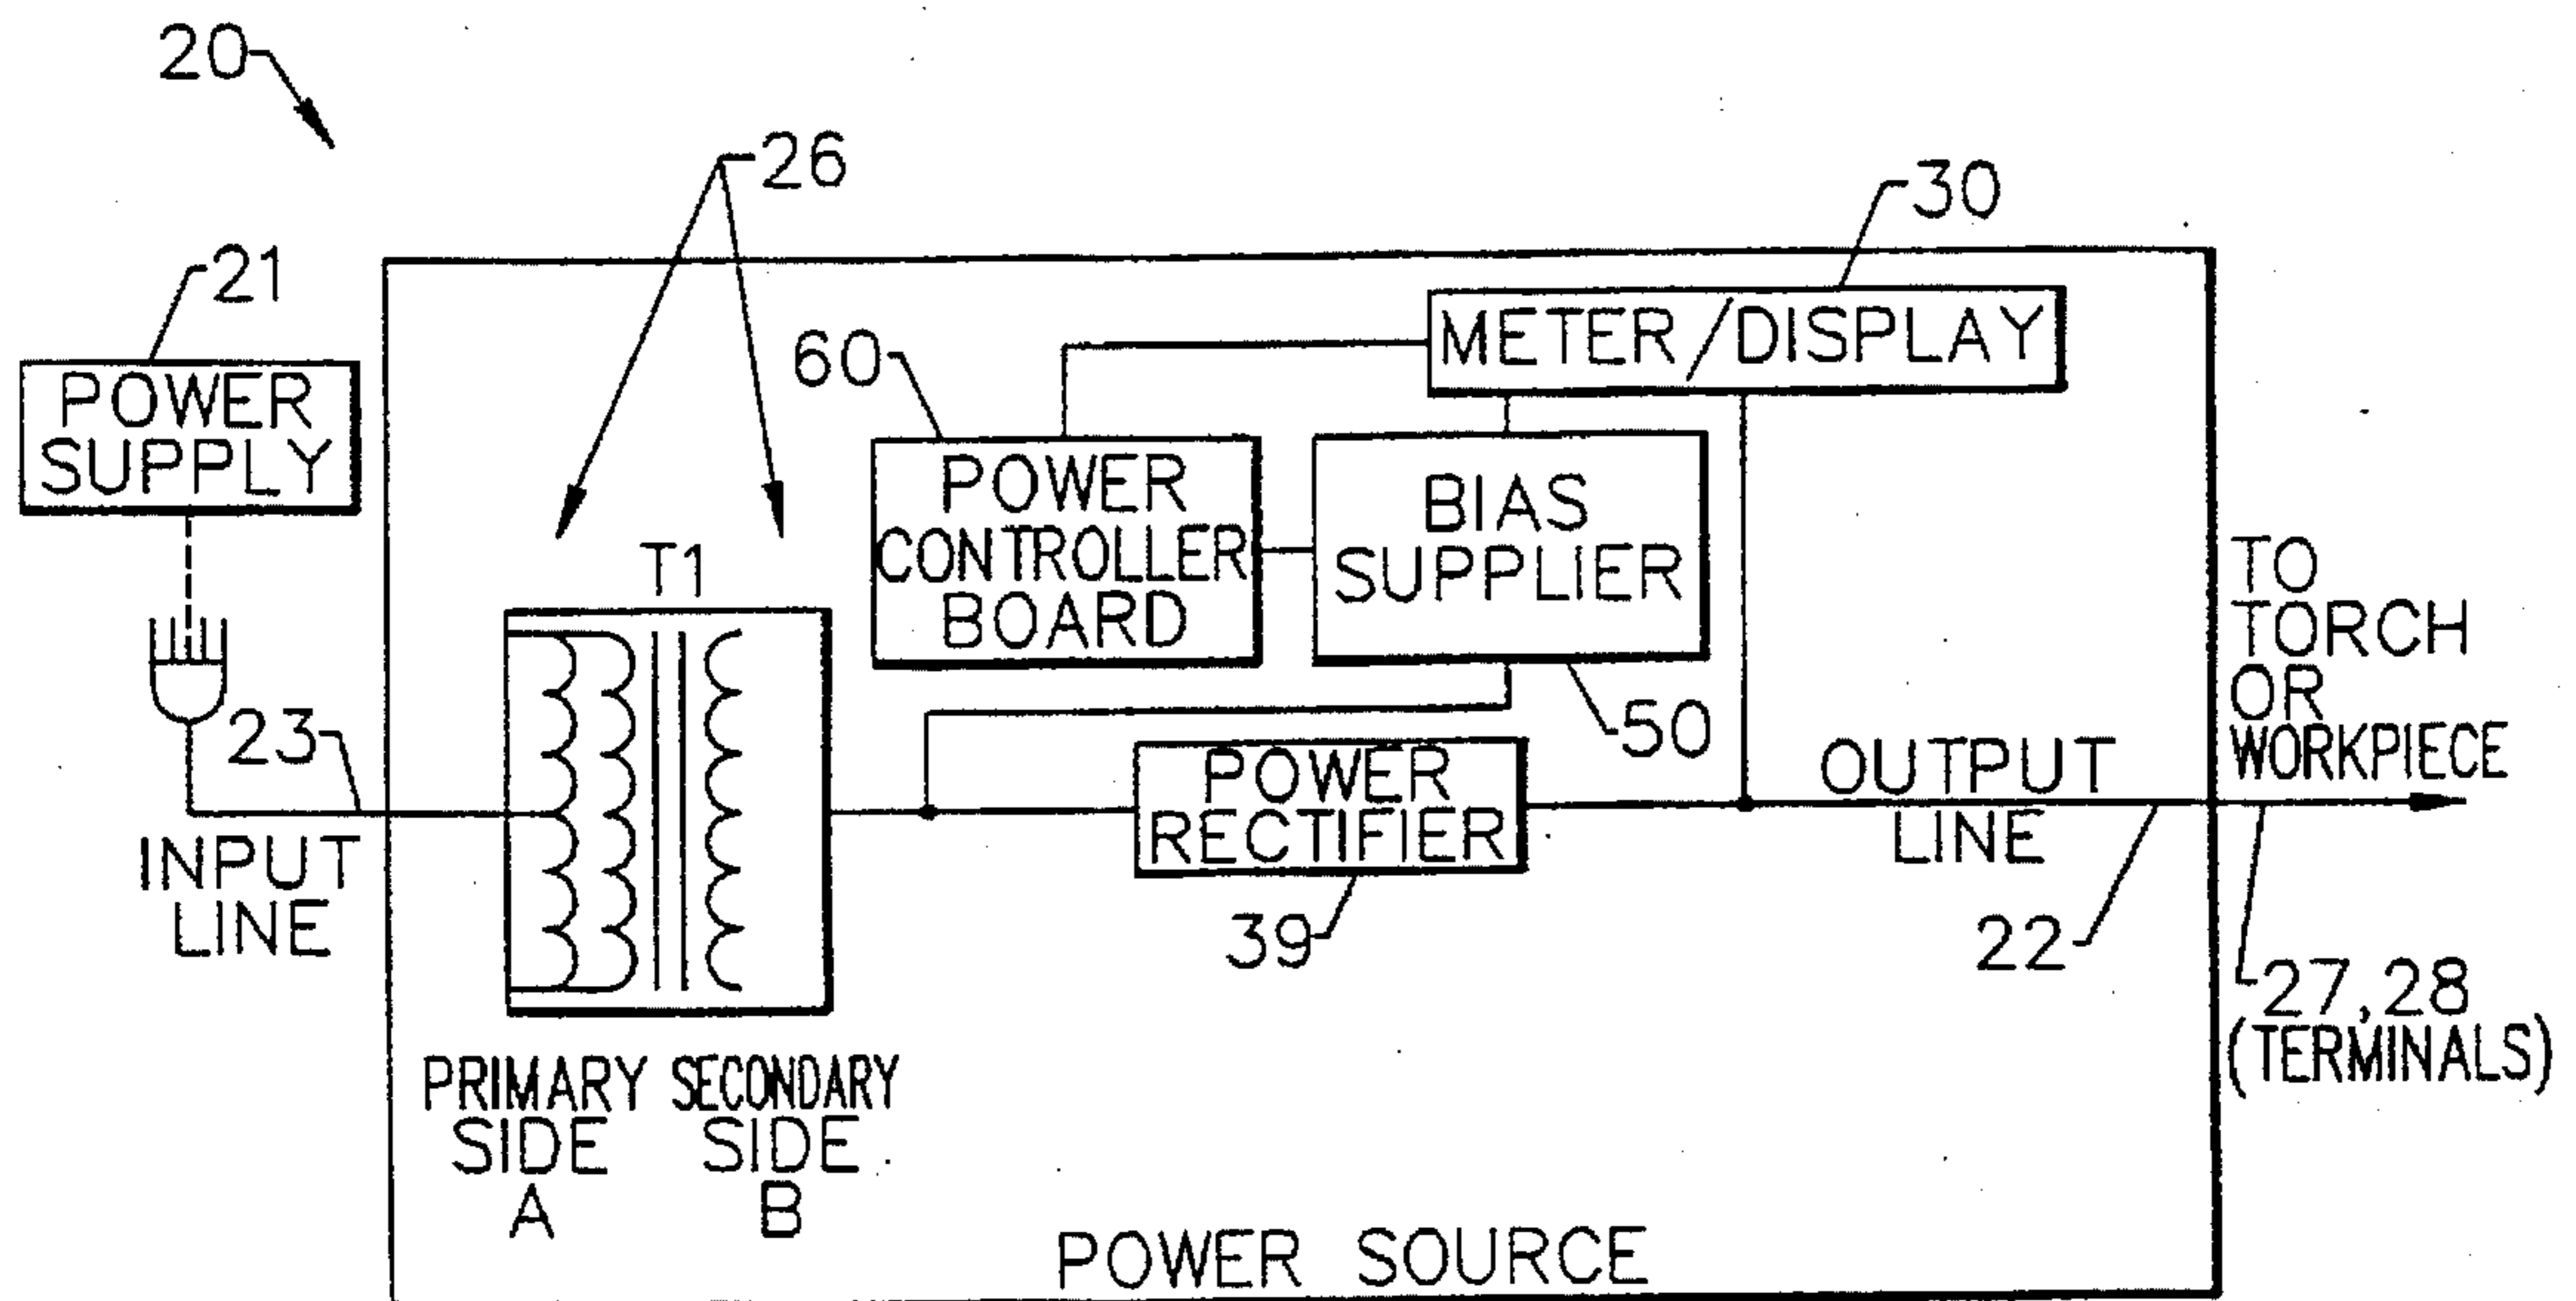 20
26
30
21
METER/DISPLAY
60
POWER
SUPPLY
POWER
CONTROLLER
BOARD
BIAS
SUPPLIER
T1
TO
TORCH
OR
WORKPIECE
50
23
POWER
RECTIFIER
OUTPUT
LINE
INPUT
LINE
39
22
27,28
(TERMINALS)
PRIMARY
SIDE
A
SECONDARY
SIDE
B
POWER SOURCE